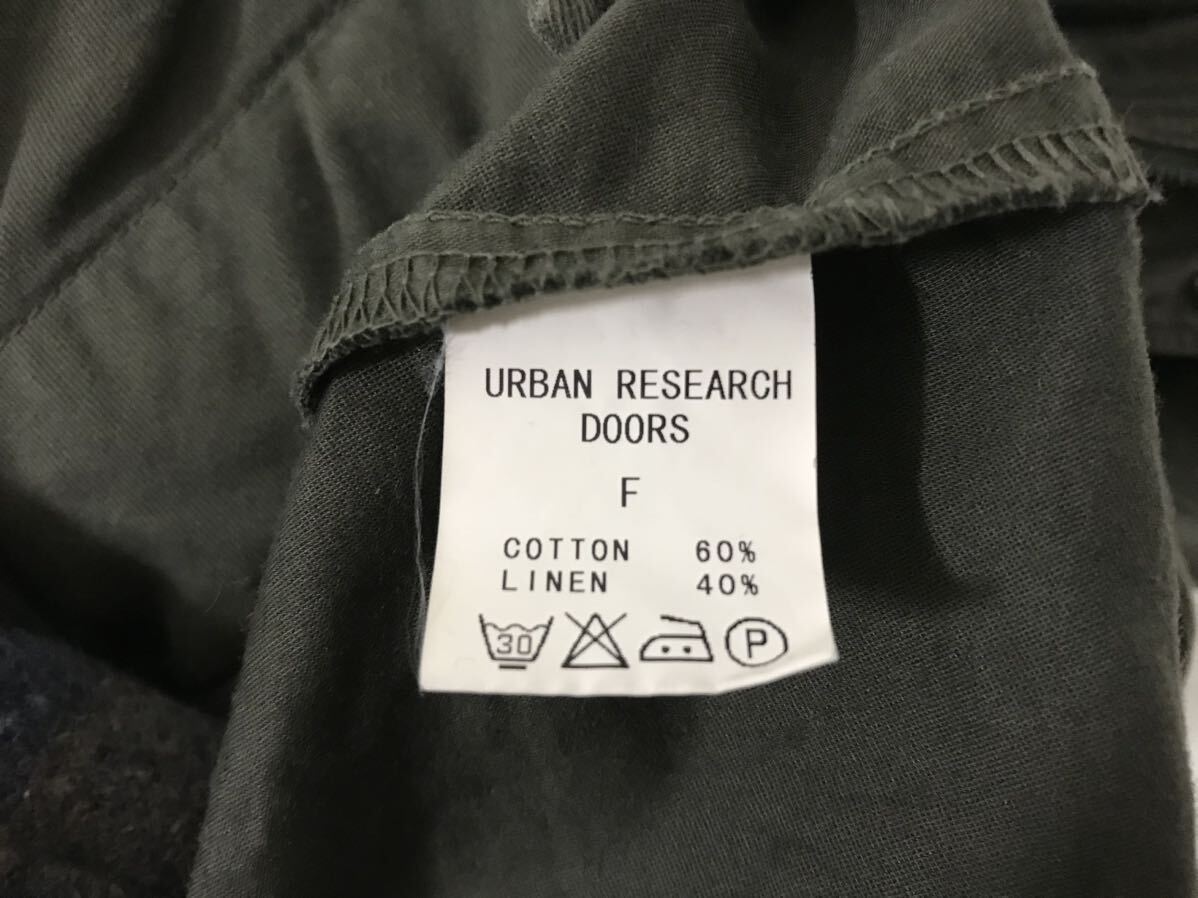 URBAN RESEARCH
DOORS
F
COTTON 60%
LINEN 40%
30 P